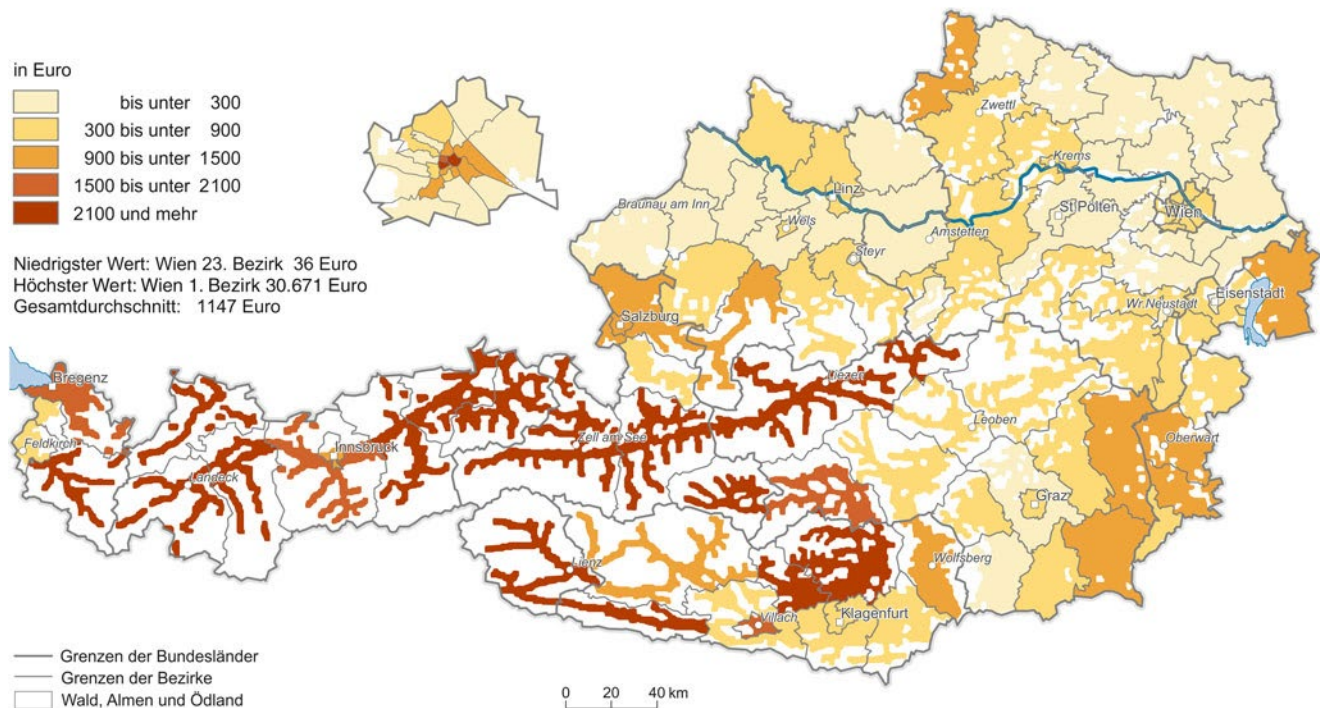 in Euro
bis unter 300
300 bis unter 900
900 bis unter 1500
1500 bis unter 2100
2100 und mehr
Niedrigster Wert: Wien 23. Bezirk 36 Euro
Höchster Wert: Wien 1. Bezirk 30.671 Euro
Gesamtdurchschnitt: 1147 Euro
Zwettl
Krems
Linz
Braunau am Inn
Wels
St.Pölten
Wien
Amstetten
Steyr
Eisenstadt
Wr.Neustadt
Salzburg
Bregenz
Liezen
Leoben
Oberwart
Feldkirch
Innsbruck
Zell am See
Landeck
Graz
Lienz
Wolfsberg
Villach
Klagenfurt
Grenzen der Bundesländer
Grenzen der Bezirke
Wald, Almen und Ödland
0 20 40 km